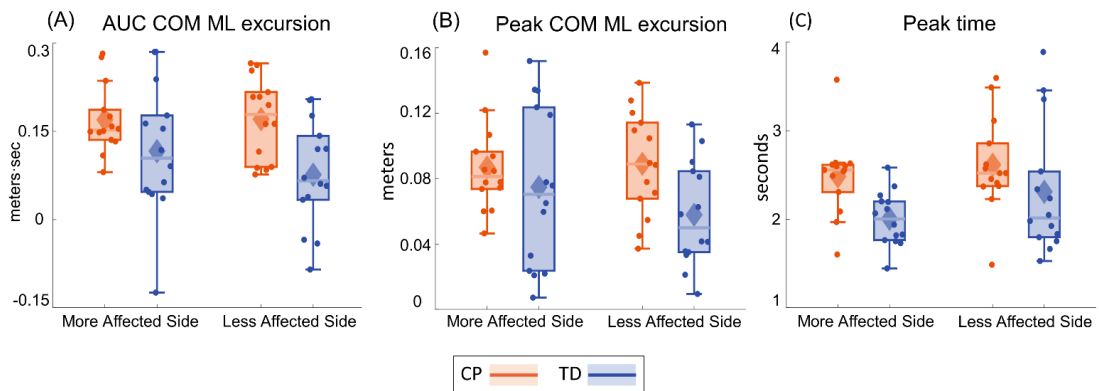 (A) AUC COM ML excursion
meters·sec
0.3
0.15
0
-0.15
More Affected Side Less Affected Side
(B) Peak COM ML excursion
meters
0.16
0.12
0.08
0.04
0
More Affected Side Less Affected Side
(C) Peak time
seconds
4
3
2
1
More Affected Side Less Affected Side
CP TD